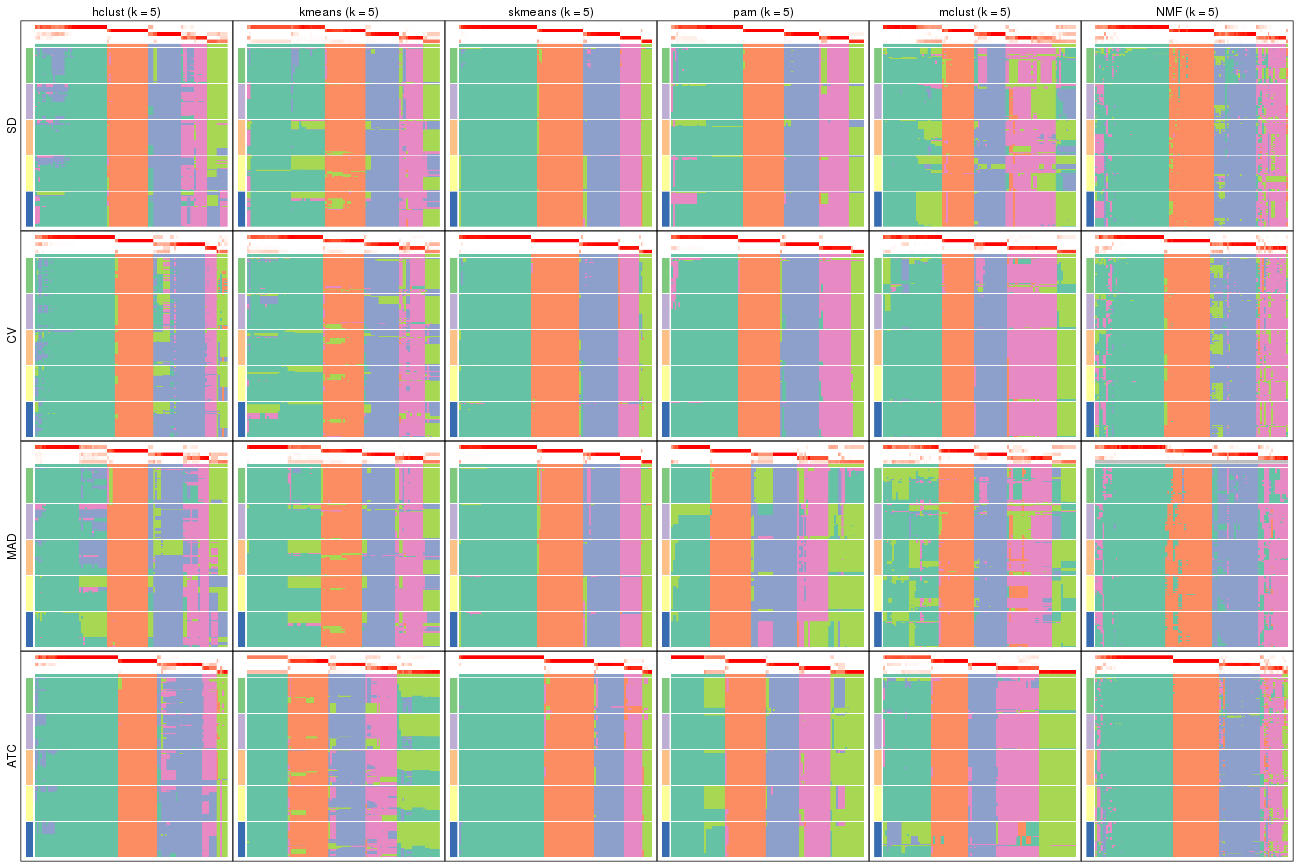 hclust (k = 5) kmeans (k = 5) skmeans (k = 5) pam (k = 5) mclust (k = 5) NMF (k = 5)
SD
CV
MAD
ATC